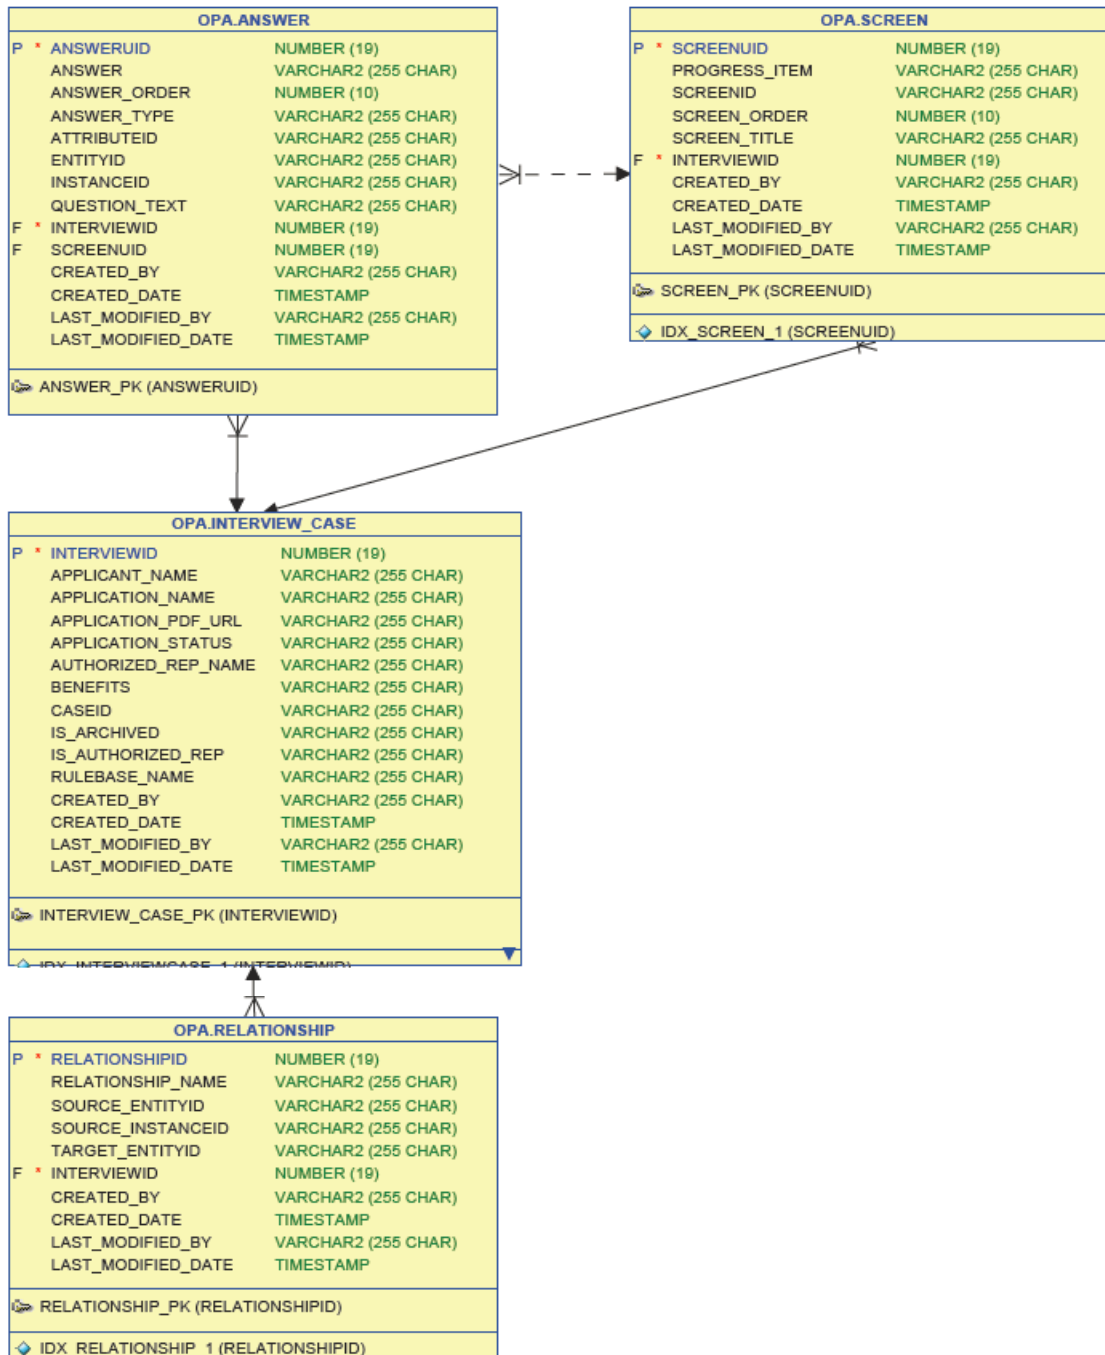 OPA.ANSWER
P * ANSWERUID NUMBER (19)
ANSWER VARCHAR2 (255 CHAR)
ANSWER_ORDER NUMBER (10)
ANSWER_TYPE VARCHAR2 (255 CHAR)
ATTRIBUTEID VARCHAR2 (255 CHAR)
ENTITYID VARCHAR2 (255 CHAR)
INSTANCEID VARCHAR2 (255 CHAR)
QUESTION_TEXT VARCHAR2 (255 CHAR)
F * INTERVIEWID NUMBER (19)
F SCREENUID NUMBER (19)
CREATED_BY VARCHAR2 (255 CHAR)
CREATED_DATE TIMESTAMP
LAST_MODIFIED_BY VARCHAR2 (255 CHAR)
LAST_MODIFIED_DATE TIMESTAMP
ANSWER_PK (ANSWERUID)
OPA.SCREEN
P * SCREENUID NUMBER (19)
PROGRESS_ITEM VARCHAR2 (255 CHAR)
SCREENID VARCHAR2 (255 CHAR)
SCREEN_ORDER NUMBER (10)
SCREEN_TITLE VARCHAR2 (255 CHAR)
F * INTERVIEWID NUMBER (19)
CREATED_BY VARCHAR2 (255 CHAR)
CREATED_DATE TIMESTAMP
LAST_MODIFIED_BY VARCHAR2 (255 CHAR)
LAST_MODIFIED_DATE TIMESTAMP
SCREEN_PK (SCREENUID)
IDX_SCREEN_1 (SCREENUID)
OPA.INTERVIEW_CASE
P * INTERVIEWID NUMBER (19)
APPLICANT_NAME VARCHAR2 (255 CHAR)
APPLICATION_NAME VARCHAR2 (255 CHAR)
APPLICATION_PDF_URL VARCHAR2 (255 CHAR)
APPLICATION_STATUS VARCHAR2 (255 CHAR)
AUTHORIZED_REP_NAME VARCHAR2 (255 CHAR)
BENEFITS VARCHAR2 (255 CHAR)
CASEID VARCHAR2 (255 CHAR)
IS_ARCHIVED VARCHAR2 (255 CHAR)
IS_AUTHORIZED_REP VARCHAR2 (255 CHAR)
RULEBASE_NAME VARCHAR2 (255 CHAR)
CREATED_BY VARCHAR2 (255 CHAR)
CREATED_DATE TIMESTAMP
LAST_MODIFIED_BY VARCHAR2 (255 CHAR)
LAST_MODIFIED_DATE TIMESTAMP
INTERVIEW_CASE_PK (INTERVIEWID)
IDX_INTERVIEWCASE_1 (INTERVIEWID)
OPA.RELATIONSHIP
P * RELATIONSHIPID NUMBER (19)
RELATIONSHIP_NAME VARCHAR2 (255 CHAR)
SOURCE_ENTITYID VARCHAR2 (255 CHAR)
SOURCE_INSTANCEID VARCHAR2 (255 CHAR)
TARGET_ENTITYID VARCHAR2 (255 CHAR)
F * INTERVIEWID NUMBER (19)
CREATED_BY VARCHAR2 (255 CHAR)
CREATED_DATE TIMESTAMP
LAST_MODIFIED_BY VARCHAR2 (255 CHAR)
LAST_MODIFIED_DATE TIMESTAMP
RELATIONSHIP_PK (RELATIONSHIPID)
IDX_RELATIONSHIP_1 (RELATIONSHIPID)